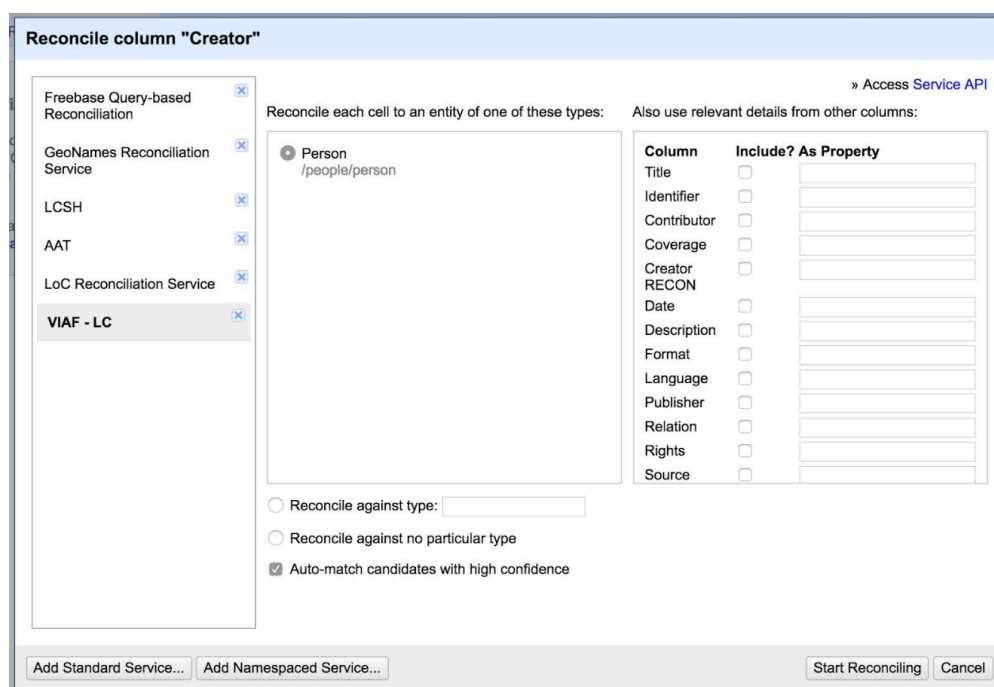 Reconcile column "Creator"
Freebase Query-based
Reconciliation
GeoNames Reconciliation
Service
LCSH
AAT
LoC Reconciliation Service
VIAF - LC
» Access Service API
Reconcile each cell to an entity of one of these types:
Person
/people/person
Also use relevant details from other columns:
Column Include? As Property
Title
Identifier
Contributor
Coverage
Creator
RECON
Date
Description
Format
Language
Publisher
Relation
Rights
Source
Reconcile against type:
Reconcile against no particular type
Auto-match candidates with high confidence
Add Standard Service... Add Namespaced Service... Start Reconciling Cancel